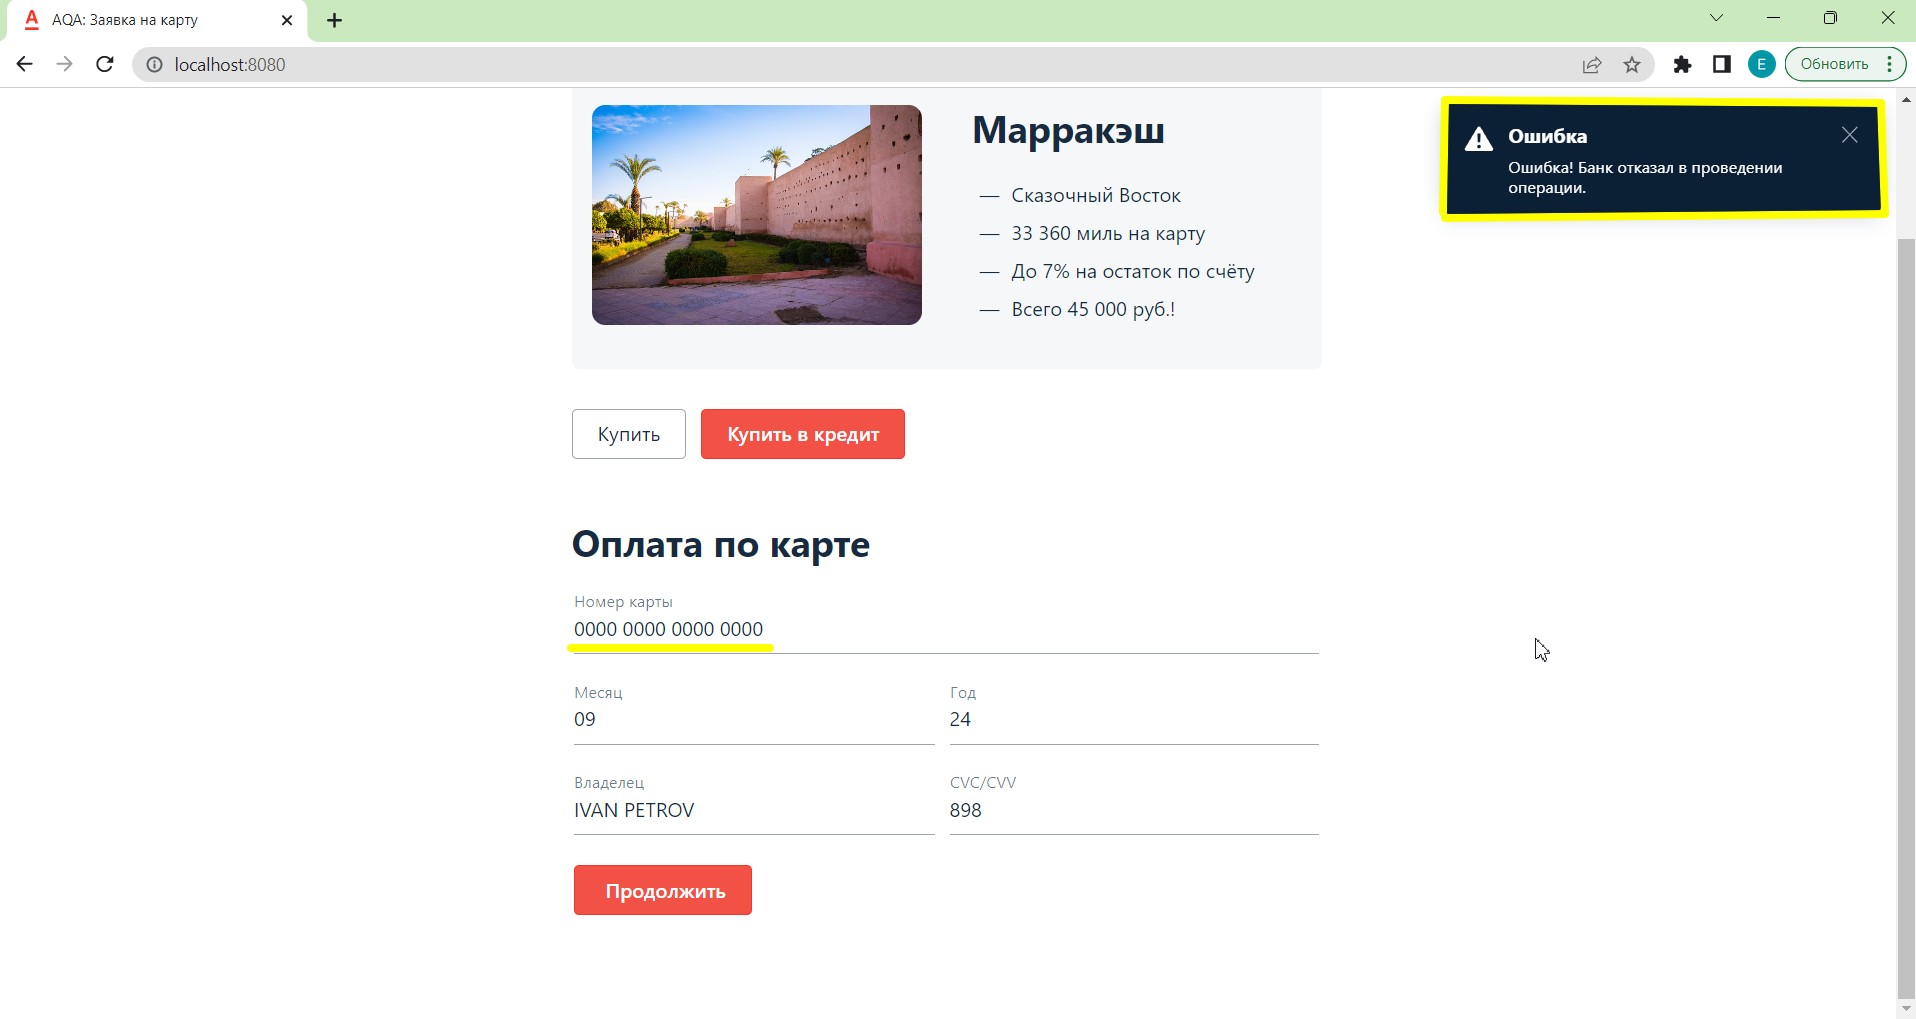 AQA: Заявка на карту
localhost:8080
E
Обновить
Марракэш
— Сказочный Восток
— 33 360 миль на карту
— До 7% на остаток по счёту
— Всего 45 000 руб.!
Ошибка
Ошибка! Банк отказал в проведении
операции.
Купить
Купить в кредит
Оплата по карте
Номер карты
0000 0000 0000 0000
Месяц
Год
09
24
Владелец
CVC/CVV
IVAN PETROV
898
Продолжить